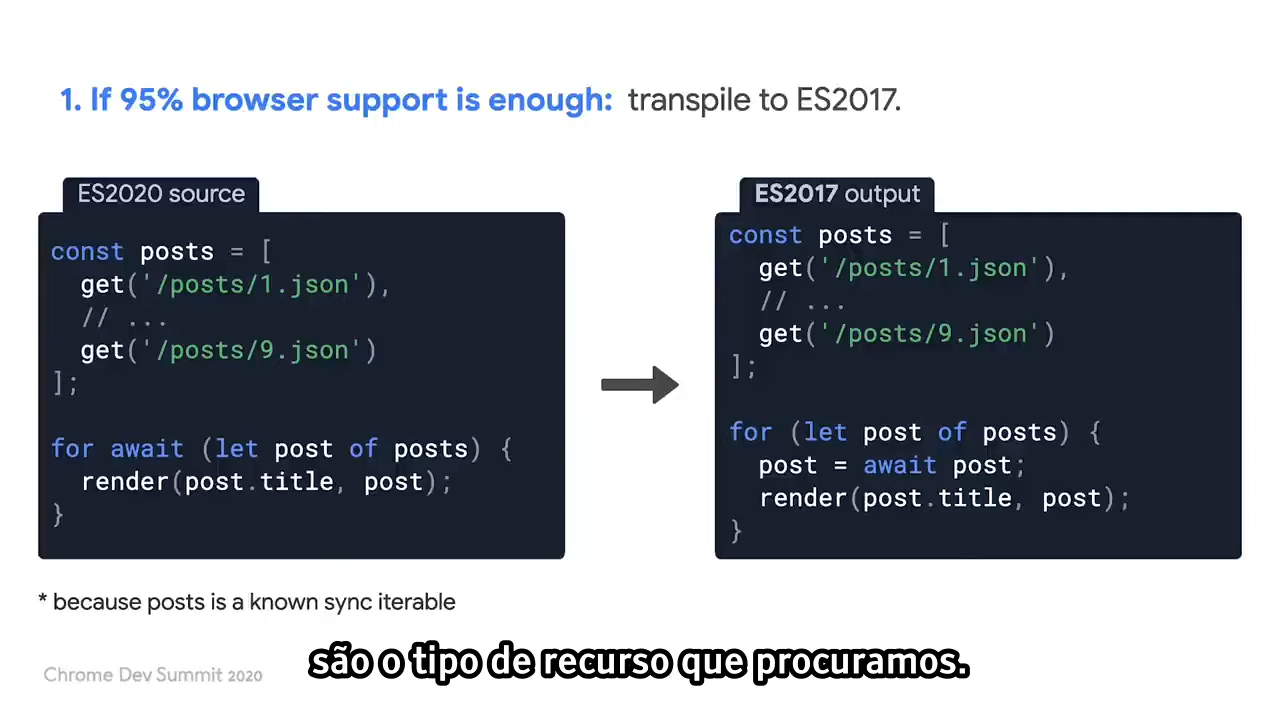 1. If 95% browser support is enough: transpile to ES2017.
ES2020 source
const posts = [
  get('/posts/1.json'),
  // ...
  get('/posts/9.json')
];

for await (let post of posts) {
  render(post.title, post);
}
ES2017 output
const posts = [
  get('/posts/1.json'),
  // ...
  get('/posts/9.json')
];

for (let post of posts) {
  post = await post;
  render(post.title, post);
}
* because posts is a known sync iterable
são o tipo de recurso que procuramos.
Chrome Dev Summit 2020